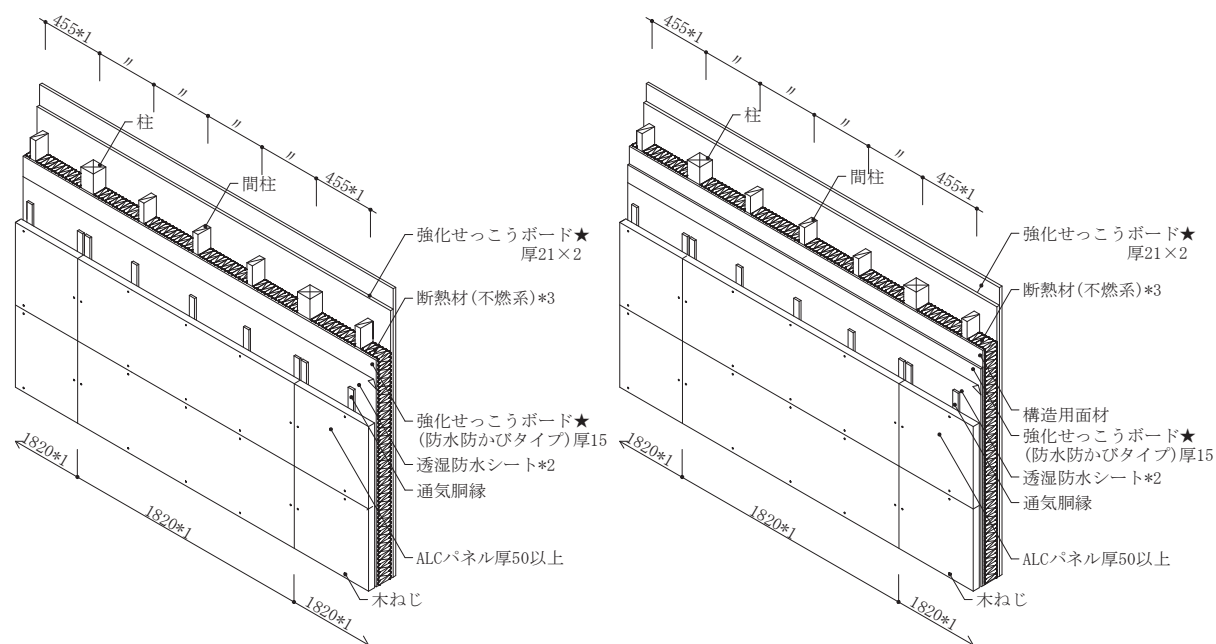 455*1
〃
〃
〃
〃
455*1
柱
間柱
強化せっこうボード★
厚21×2
断熱材(不燃系)*3
強化せっこうボード★
(防水防かびタイプ)厚15
透湿防水シート*2
通気胴縁
ALCパネル厚50以上
木ねじ
1820*1
1820*1
1820*1
455*1
〃
〃
〃
〃
455*1
柱
間柱
強化せっこうボード★
厚21×2
断熱材(不燃系)*3
構造用面材
強化せっこうボード★
(防水防かびタイプ)厚15
透湿防水シート*2
通気胴縁
ALCパネル厚50以上
木ねじ
1820*1
1820*1
1820*1